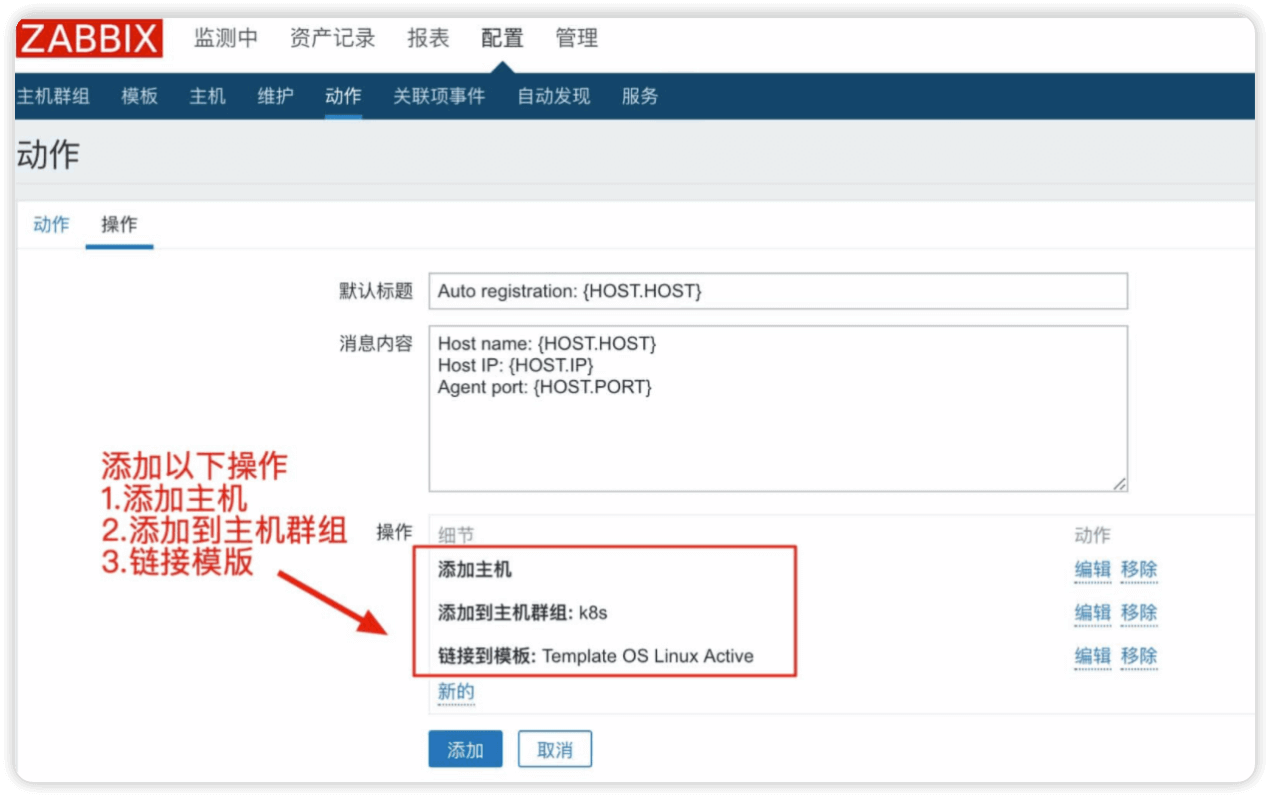 ZABBIX 监测中 资产记录 报表 配置 管理
主机群组 模板 主机 维护 动作 关联项事件 自动发现 服务
动作
动作 操作
默认标题 Auto registration: {HOST.HOST}
消息内容 Host name: {HOST.HOST}
Host IP: {HOST.IP}
Agent port: {HOST.PORT}
添加以下操作
1.添加主机
2.添加到主机群组
3.链接模版
操作 细节 动作
添加主机 编辑 移除
添加到主机群组: k8s 编辑 移除
链接到模板: Template OS Linux Active 编辑 移除
新的
添加 取消